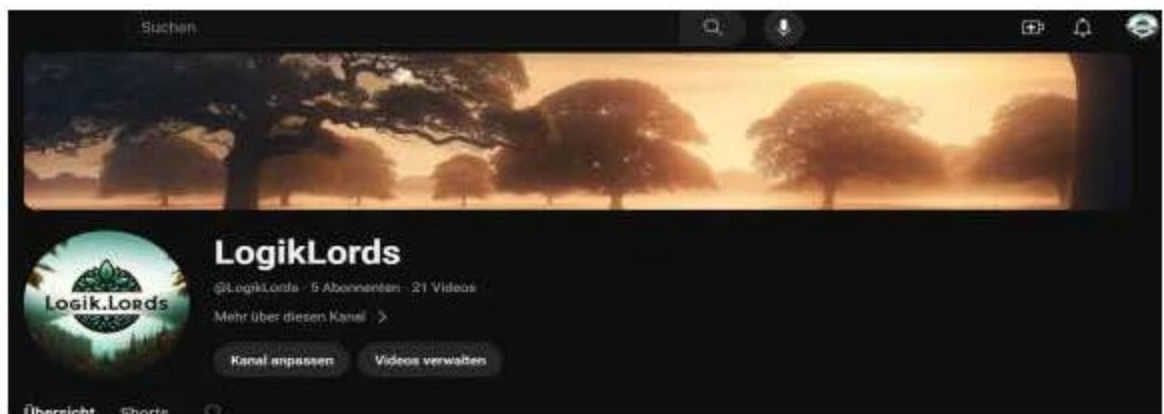 Suchen
LogikLords
Logik.Lords
@LogikLords · 5 Abonnenten · 21 Videos
Mehr über diesen Kanal >
Kanal anpassen Videos verwalten
Übersicht Shorts